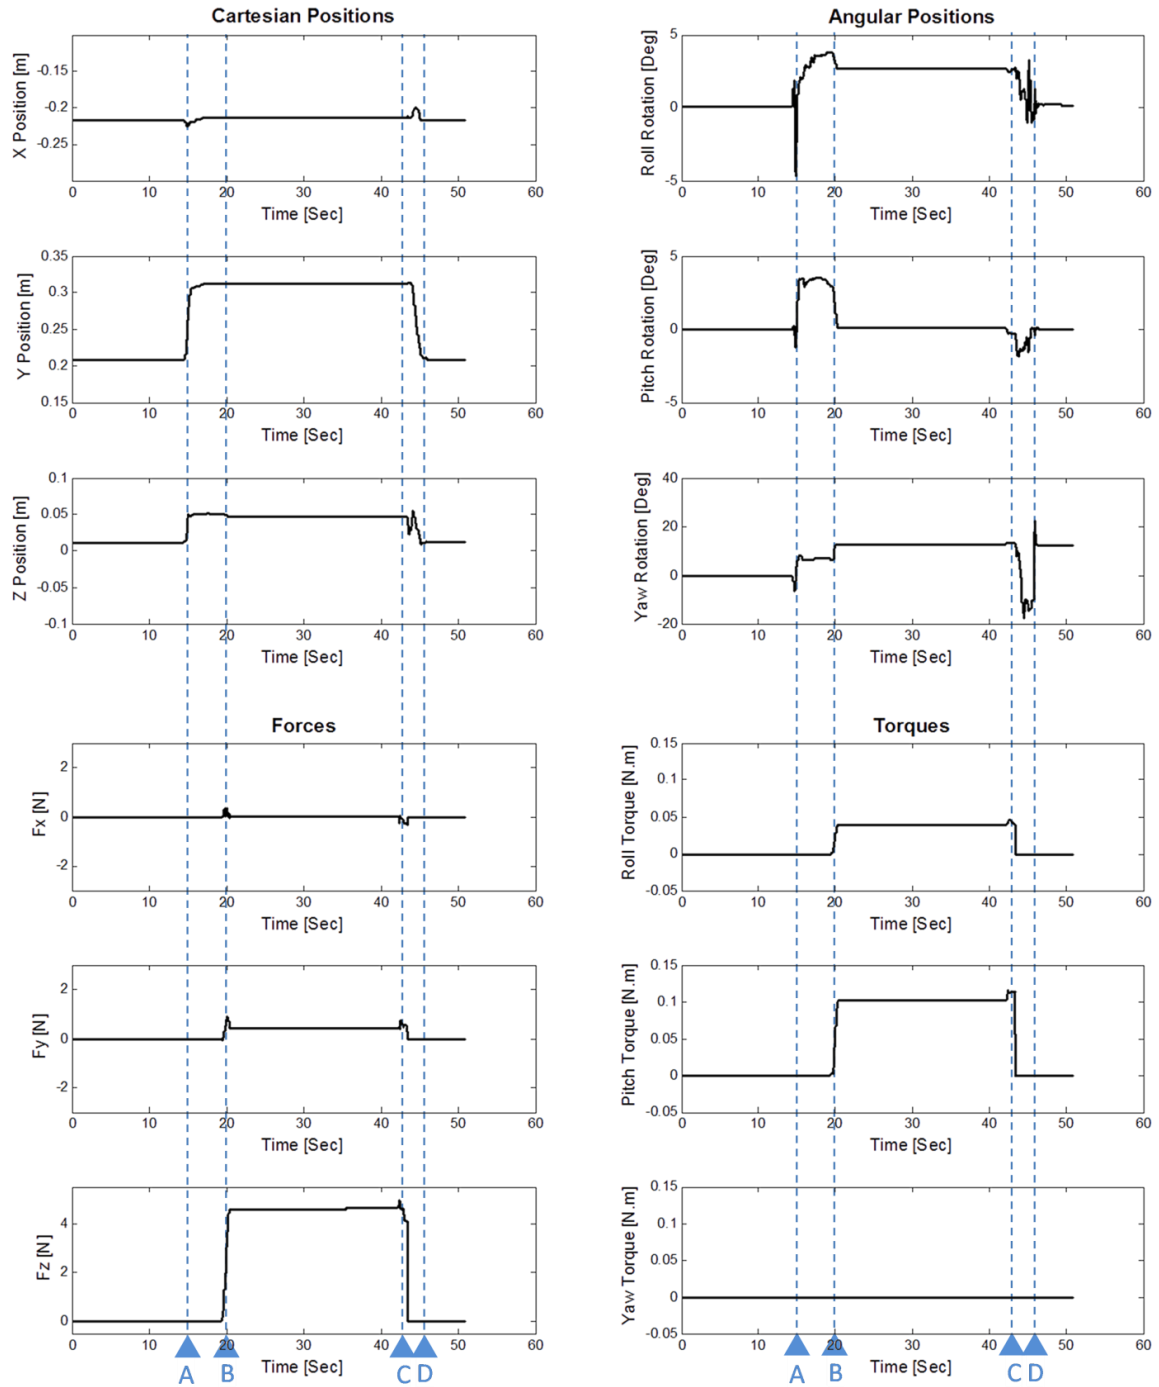 Cartesian Positions
X Position [m]
-0.15
-0.2
-0.25
0 10 20 30 40 50 60
Time [Sec]
Y Position [m]
0.35
0.3
0.25
0.2
0.15
0 10 20 30 40 50 60
Time [Sec]
Z Position [m]
0.1
0.05
0
-0.05
-0.1
0 10 20 30 40 50 60
Time [Sec]
Forces
Fx [N]
2
0
-2
0 10 20 30 40 50 60
Time [Sec]
Fy [N]
2
0
-2
0 10 20 30 40 50 60
Time [Sec]
Fz [N]
4
2
0
0 10 20 30 40 50 60
Time [Sec]
A B C D
Angular Positions
Roll Rotation [Deg]
5
0
-5
0 10 20 30 40 50 60
Time [Sec]
Pitch Rotation [Deg]
5
0
-5
0 10 20 30 40 50 60
Time [Sec]
Yaw Rotation [Deg]
40
20
0
-20
0 10 20 30 40 50 60
Time [Sec]
Torques
Roll Torque [N.m]
0.15
0.1
0.05
0
-0.05
0 10 20 30 40 50 60
Time [Sec]
Pitch Torque [N.m]
0.15
0.1
0.05
0
-0.05
0 10 20 30 40 50 60
Time [Sec]
Yaw Torque [N.m]
0.15
0.1
0.05
0
-0.05
0 10 20 30 40 50 60
Time [Sec]
A B C D